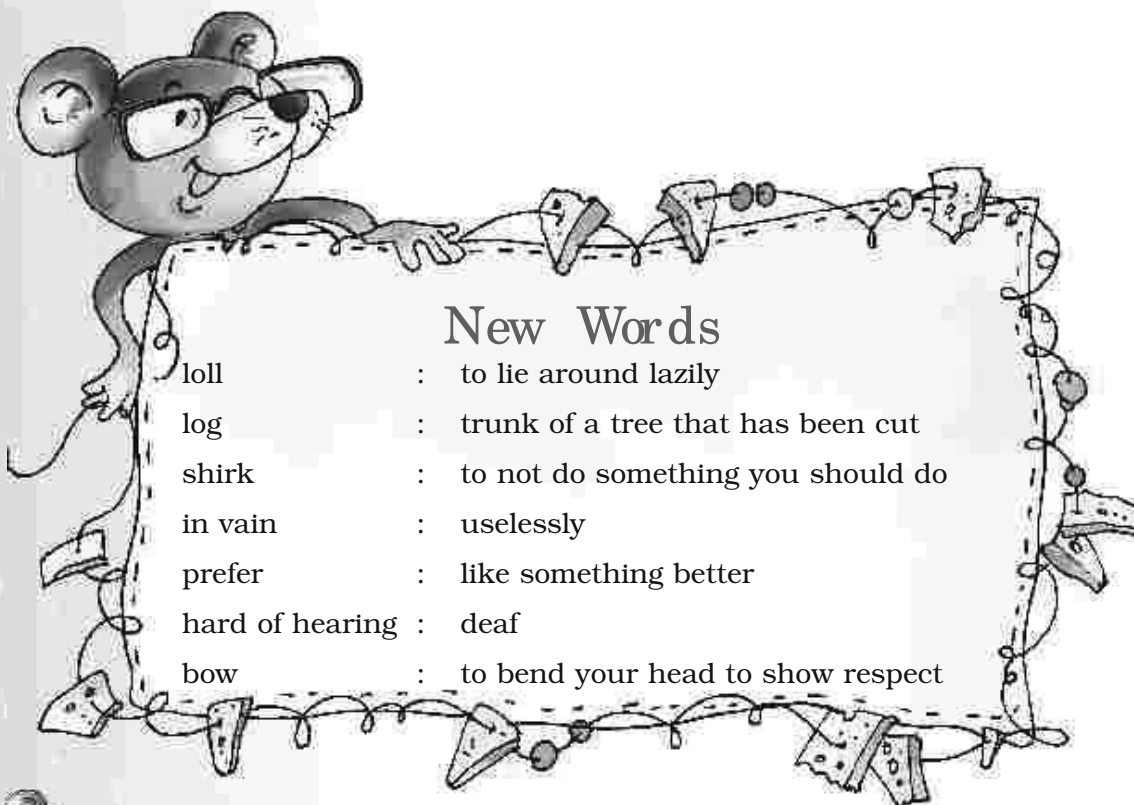 New Words
loll : to lie around lazily
log : trunk of a tree that has been cut
shirk : to not do something you should do
in vain : uselessly
prefer : like something better
hard of hearing : deaf
bow : to bend your head to show respect